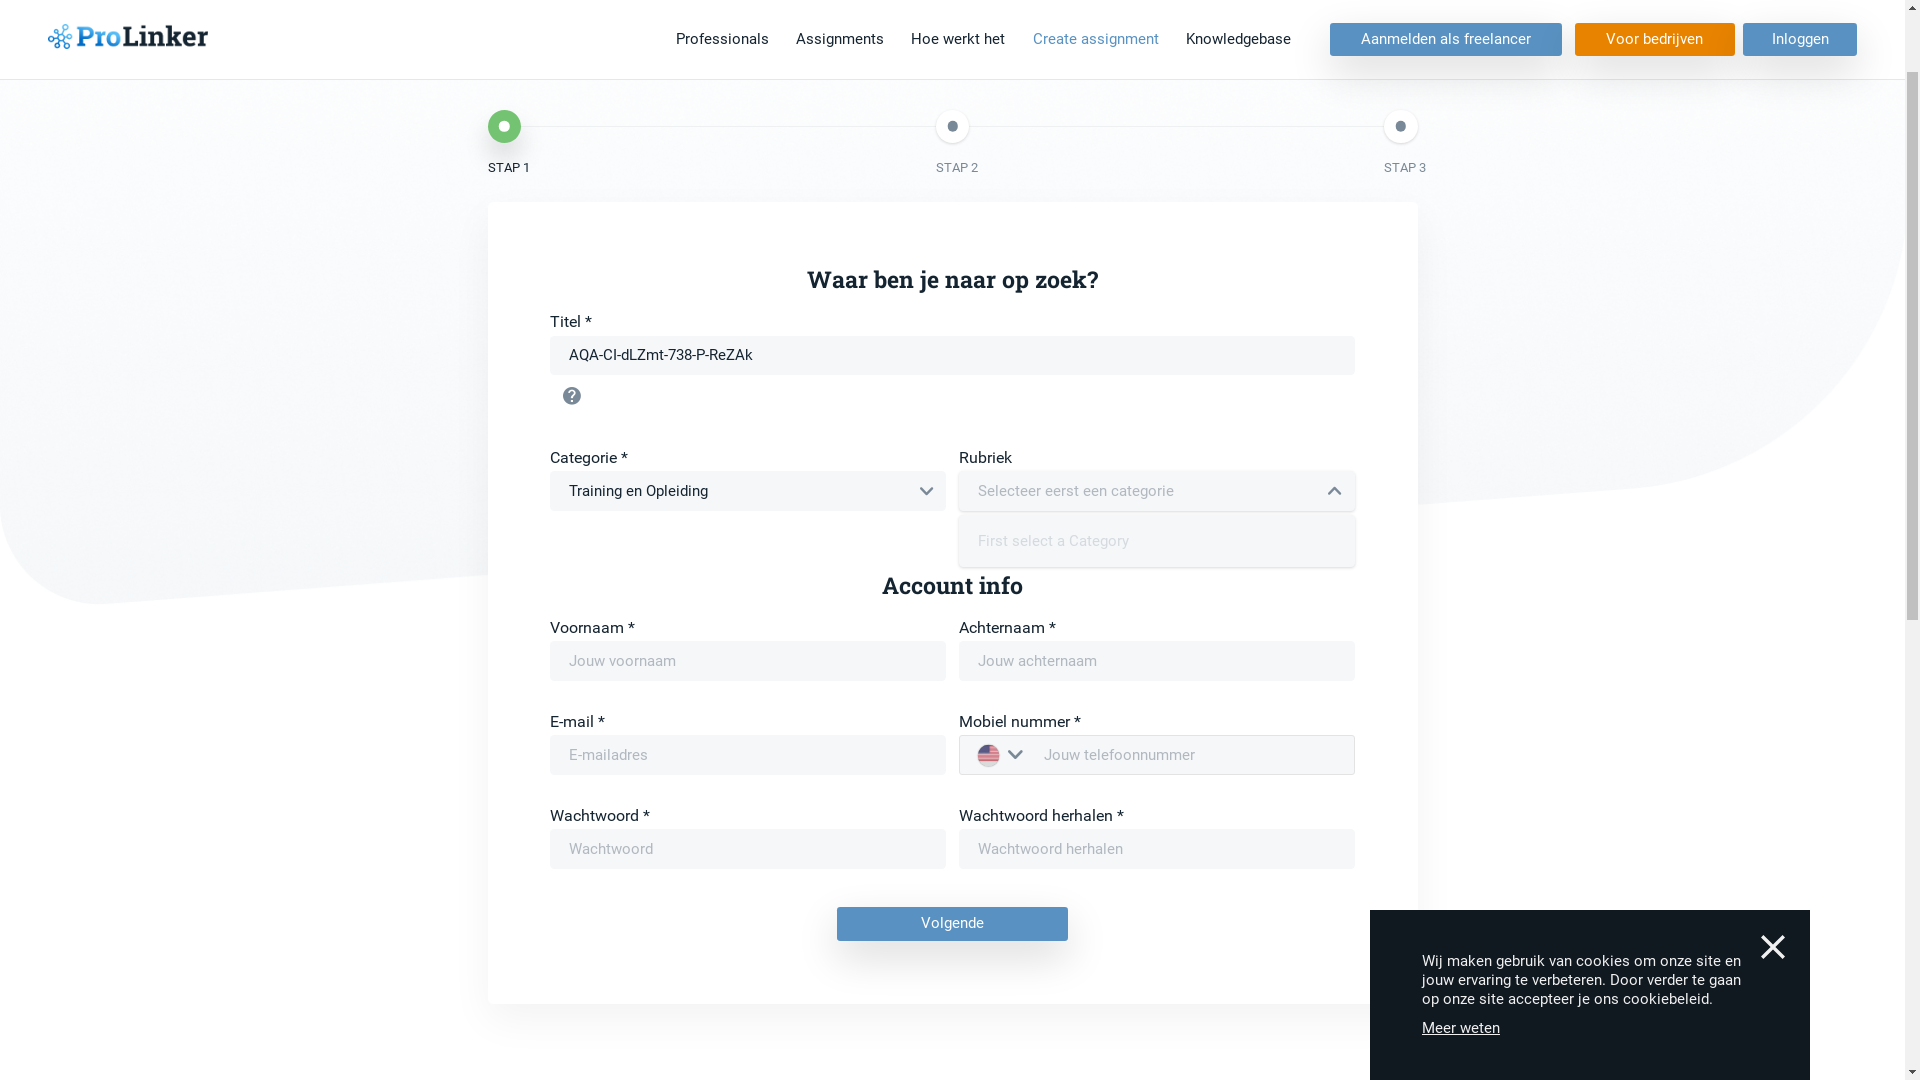 ProLinker
Professionals
Assignments
Hoe werkt het
Create assignment
Knowledgebase
Aanmelden als freelancer
Voor bedrijven
Inloggen
STAP 1
STAP 2
STAP 3
Waar ben je naar op zoek?
Titel *
AQA-CI-dLZmt-738-P-ReZAk
Categorie *
Rubriek
Training en Opleiding
Selecteer eerst een categorie
First select a Category
Account info
Voornaam *
Achternaam *
Jouw voornaam
Jouw achternaam
E-mail *
Mobiel nummer *
E-mailadres
Jouw telefoonnummer
Wachtwoord *
Wachtwoord herhalen *
Wachtwoord
Wachtwoord herhalen
Volgende
Wij maken gebruik van cookies om onze site en
jouw ervaring te verbeteren. Door verder te gaan
op onze site accepteer je ons cookiebeleid.
Meer weten